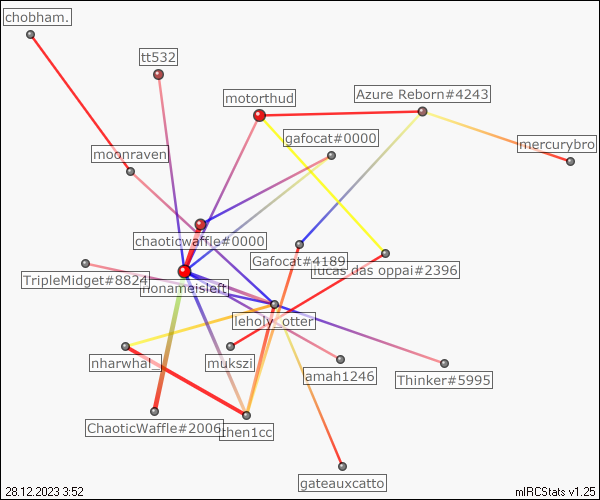 chobham.
tt532
motorthud
Azure Reborn#4243
gafocat#0000
mercurybro
moonraven
chaoticwaffle#0000
Gafocat#4189
lucas das oppai#2396
TripleMidget#8824
nonameisleft
leholy_otter
nharwhal_
mukszi
amah1246
Thinker#5995
ChaoticWaffle#2006
then1cc
gateauxcatto
28.12.2023 3:52
mIRCStats v1.25